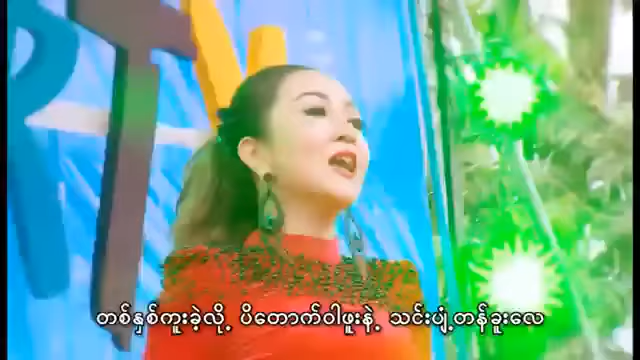 တစ်နှစ်ကူးခဲ့လို့ ပိတောက်ဝါဖူးနဲ့ သင်းပျံ့တန်ခူးလေ